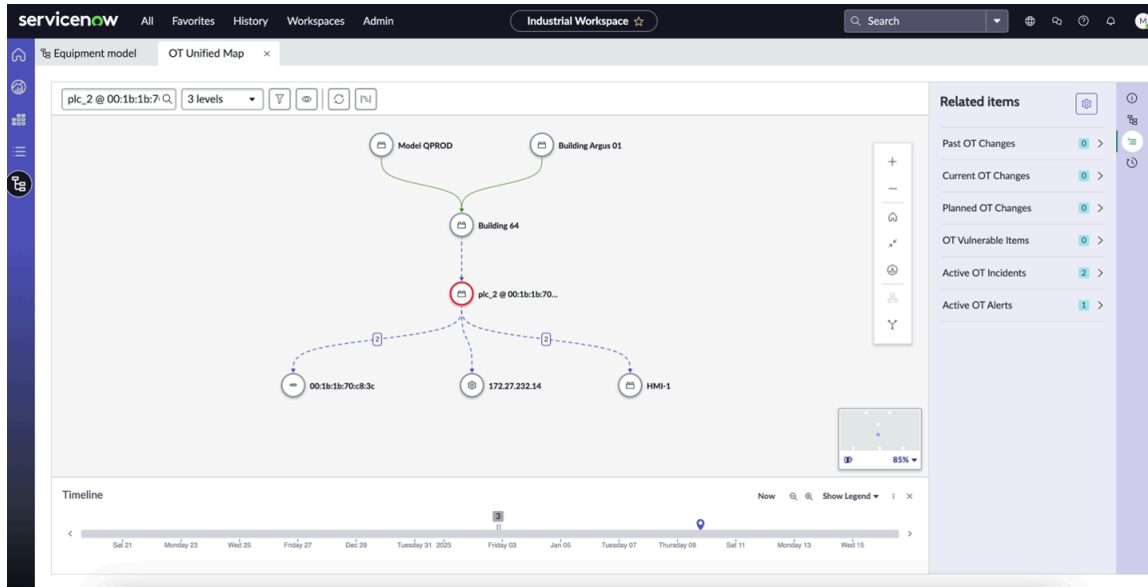 servicenow All Favorites History Workspaces Admin Industrial Workspace Search
Equipment model OT Unified Map
plc_2 @ 00:1b:1b:7 3 levels
Model QPROD Building Argus 01
Building 64
plc_2 @ 00:1b:1b:70...
2 2
00:1b:1b:70:c8:3c 172.27.232.14 HMI-1
85%
Related items
Past OT Changes 0
Current OT Changes 0
Planned OT Changes 0
OT Vulnerable Items 0
Active OT Incidents 2
Active OT Alerts 1
Timeline Now Show Legend
3
Sat 21 Monday 23 Wed 25 Friday 27 Dec 29 Tuesday 31 2025 Friday 03 Jan 05 Tuesday 07 Thursday 09 Sat 11 Monday 13 Wed 15